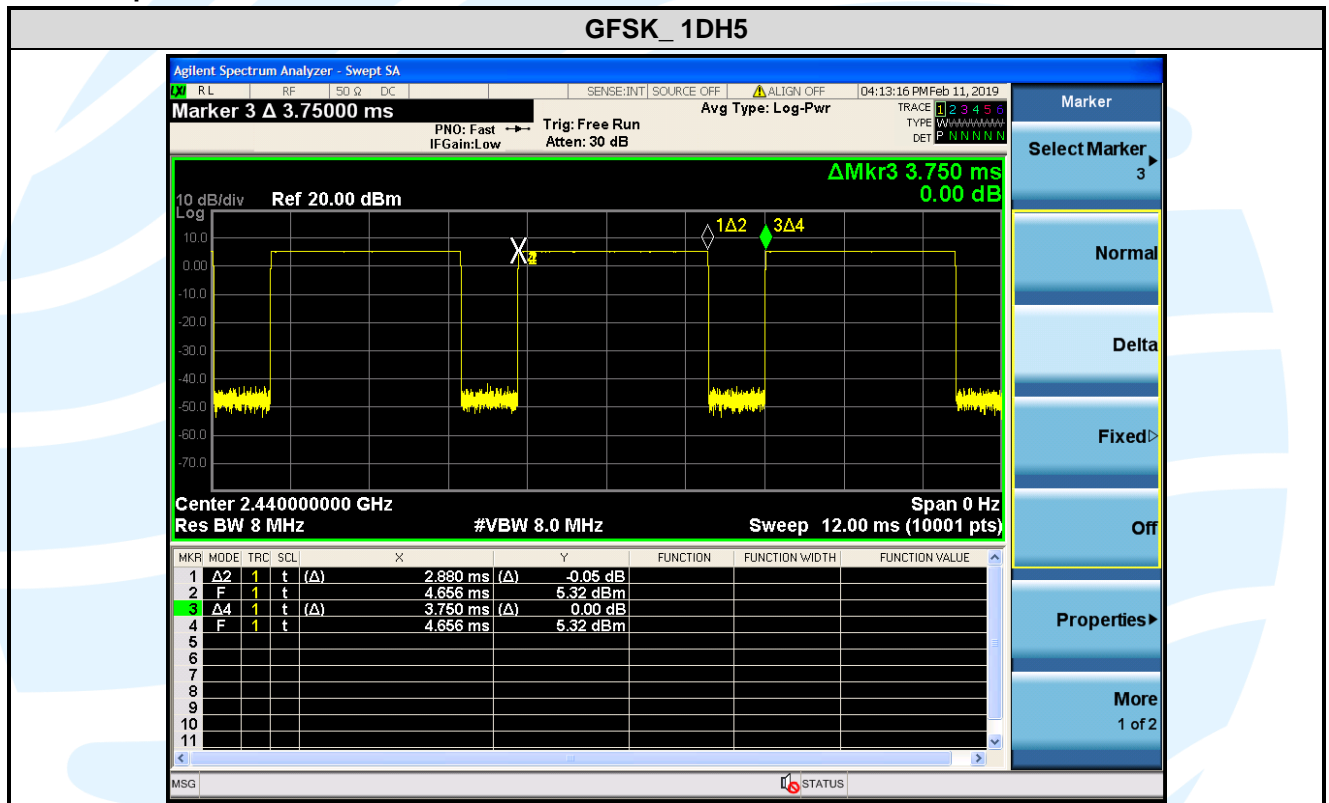 GFSK_ 1DH5
Agilent Spectrum Analyzer - Swept SA
LXI RL RF 50 Ω DC SENSE:INT SOURCE OFF ALIGN OFF 04:13:16 PM Feb 11, 2019
Marker 3 Δ 3.75000 ms
PNO: Fast
IFGain:Low
Trig: Free Run
Atten: 30 dB
Avg Type: Log-Pwr
TRACE 1 2 3 4 5 6
TYPE WWWWWW
DET P N N N N N
ΔMkr3 3.750 ms
0.00 dB
10 dB/div Ref 20.00 dBm
Log
10.0
0.00
-10.0
-20.0
-30.0
-40.0
-50.0
-60.0
-70.0
1Δ2 3Δ4
Center 2.440000000 GHz Span 0 Hz
Res BW 8 MHz #VBW 8.0 MHz Sweep 12.00 ms (10001 pts)
MKR MODE TRC SCL X Y FUNCTION FUNCTION WIDTH FUNCTION VALUE
1 Δ2 1 t (Δ) 2.880 ms (Δ) -0.05 dB
2 F 1 t 4.656 ms 5.32 dBm
3 Δ4 1 t (Δ) 3.750 ms (Δ) 0.00 dB
4 F 1 t 4.656 ms 5.32 dBm
5
6
7
8
9
10
11
MSG STATUS
Marker
Select Marker
3
Normal
Delta
Fixed
Off
Properties
More
1 of 2